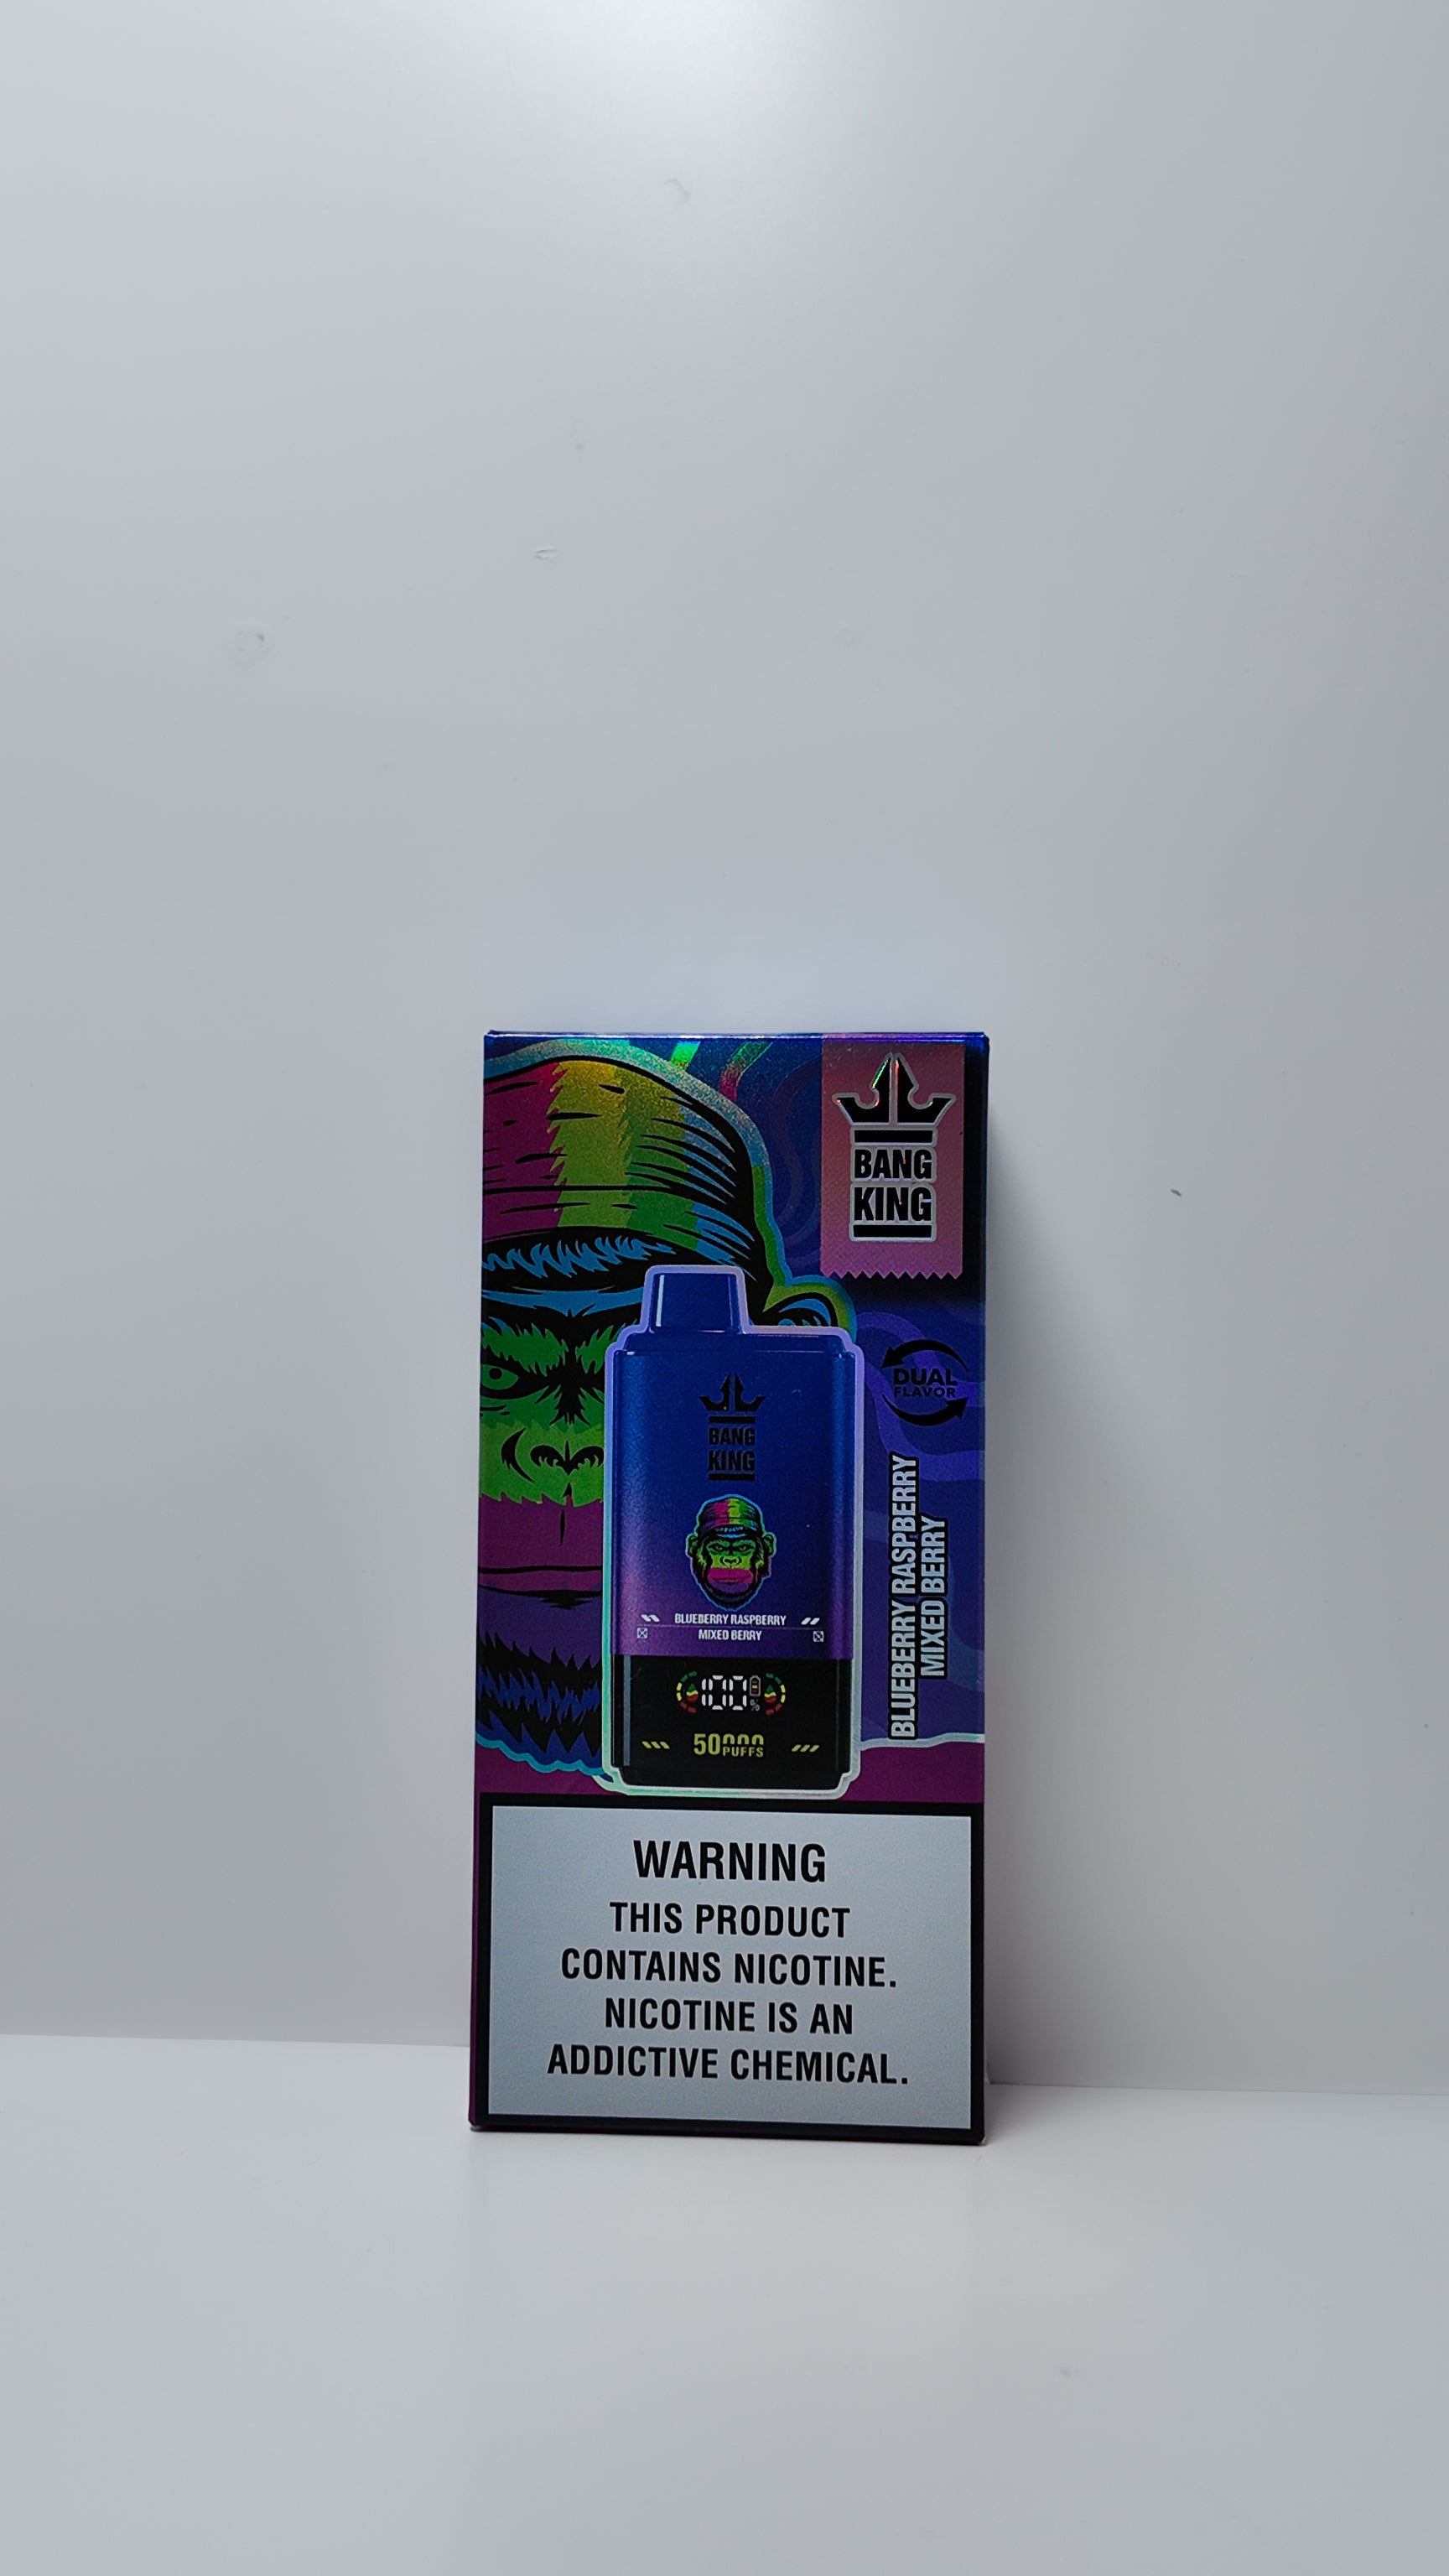 BANG
KING
DUAL
FLAVOR
BLUEBERRY RASPBERRY
MIXED BERRY
BANG
KING
BLUEBERRY RASPBERRY
MIXED BERRY
100%
50000
PUFFS
WARNING
THIS PRODUCT
CONTAINS NICOTINE.
NICOTINE IS AN
ADDICTIVE CHEMICAL.